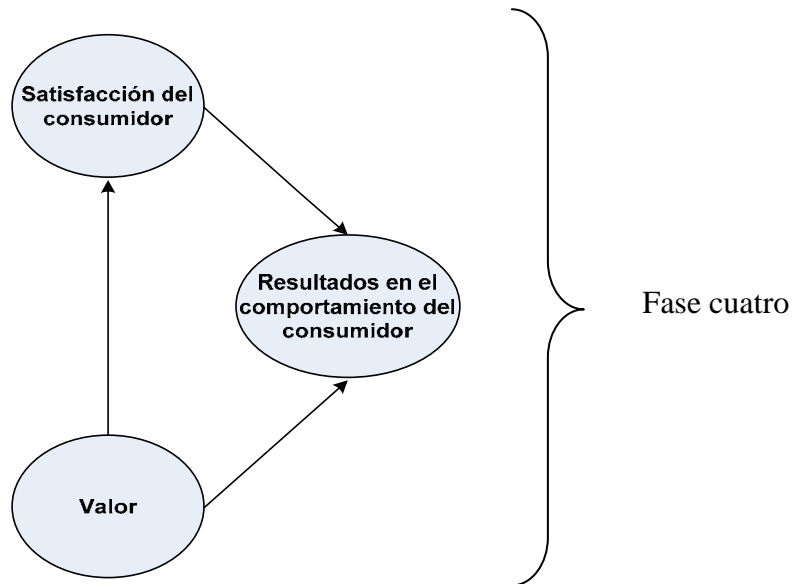 Satisfacción del
consumidor
Resultados en el
comportamiento del
consumidor
Fase cuatro
Valor